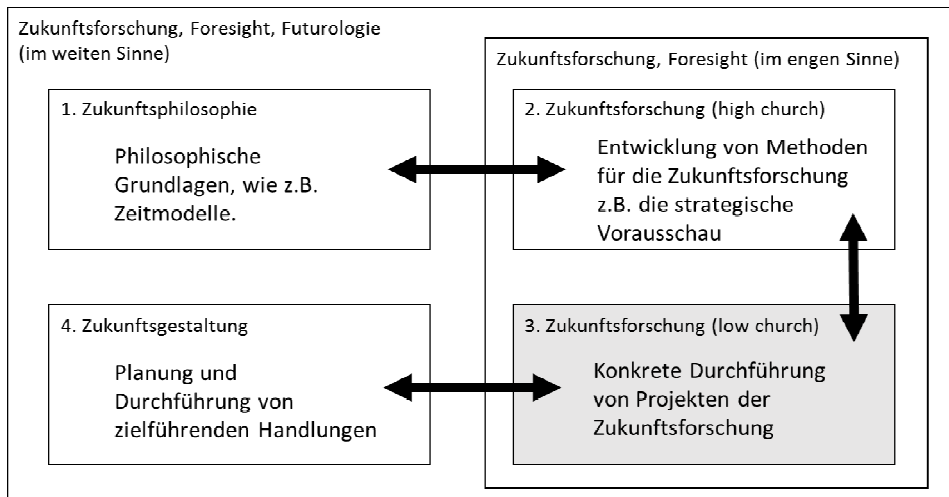 Zukunftsforschung, Foresight, Futurologie
(im weiten Sinne)
Zukunftsforschung, Foresight (im engen Sinne)
1. Zukunftsphilosophie
Philosophische
Grundlagen, wie z.B.
Zeitmodelle.
2. Zukunftsforschung (high church)
Entwicklung von Methoden
für die Zukunftsforschung
z.B. die strategische
Vorausschau
4. Zukunftsgestaltung
Planung und
Durchführung von
zielführenden Handlungen
3. Zukunftsforschung (low church)
Konkrete Durchführung
von Projekten der
Zukunftsforschung